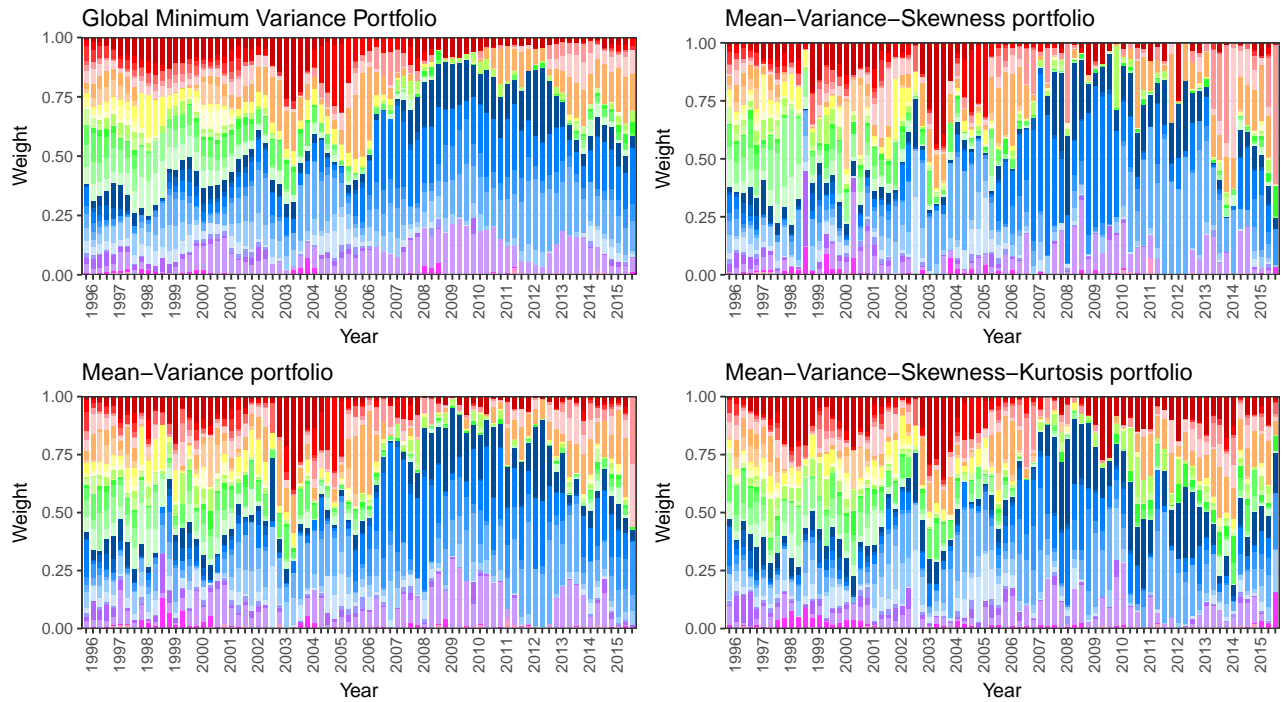 Global Minimum Variance Portfolio
Weight
1.00
0.75
0.50
0.25
0.00
1996 1997 1998 1999 2000 2001 2002 2003 2004 2005 2006 2007 2008 2009 2010 2011 2012 2013 2014 2015
Year
Mean−Variance−Skewness portfolio
Weight
1.00
0.75
0.50
0.25
0.00
1996 1997 1998 1999 2000 2001 2002 2003 2004 2005 2006 2007 2008 2009 2010 2011 2012 2013 2014 2015
Year
Mean−Variance portfolio
Weight
1.00
0.75
0.50
0.25
0.00
1996 1997 1998 1999 2000 2001 2002 2003 2004 2005 2006 2007 2008 2009 2010 2011 2012 2013 2014 2015
Year
Mean−Variance−Skewness−Kurtosis portfolio
Weight
1.00
0.75
0.50
0.25
0.00
1996 1997 1998 1999 2000 2001 2002 2003 2004 2005 2006 2007 2008 2009 2010 2011 2012 2013 2014 2015
Year